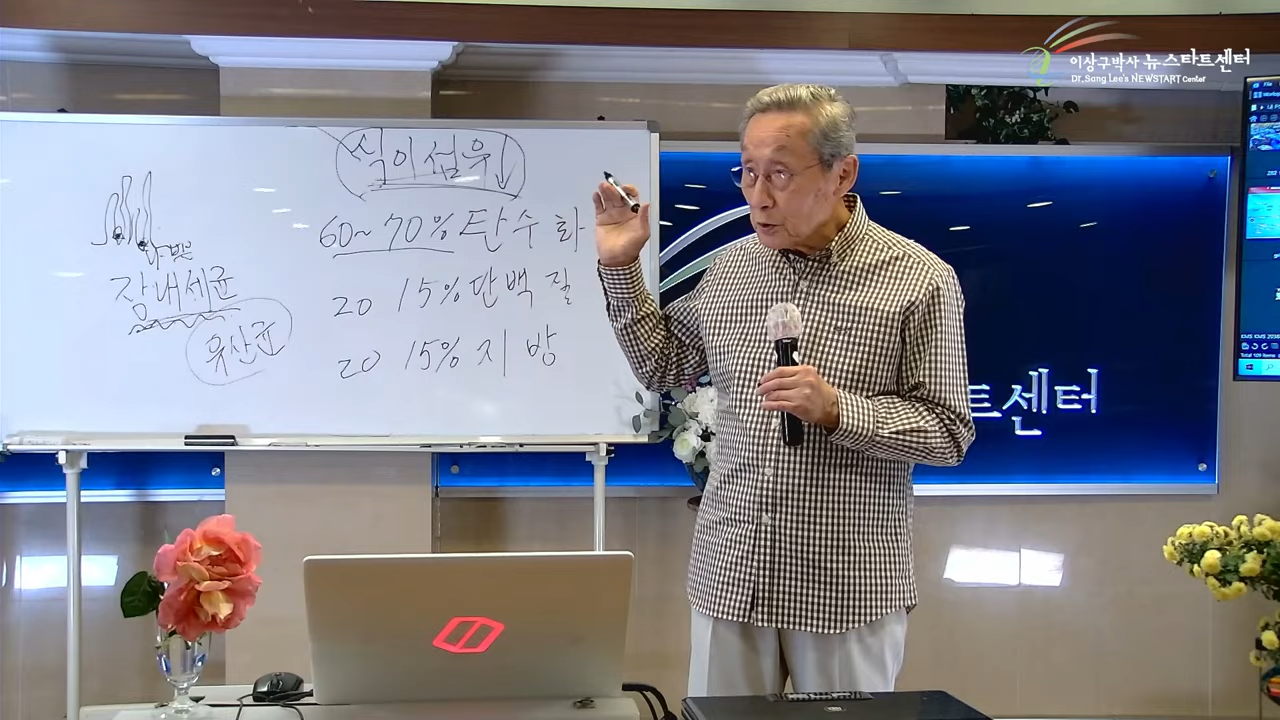 이상구박사 뉴스타트센터
Dr. Sang Lee's NEWSTART Center
식이섬유↓
60~70% 탄수화
20 15% 단백질
20 15% 지방
나쁜
장내세균
유산균
트센터